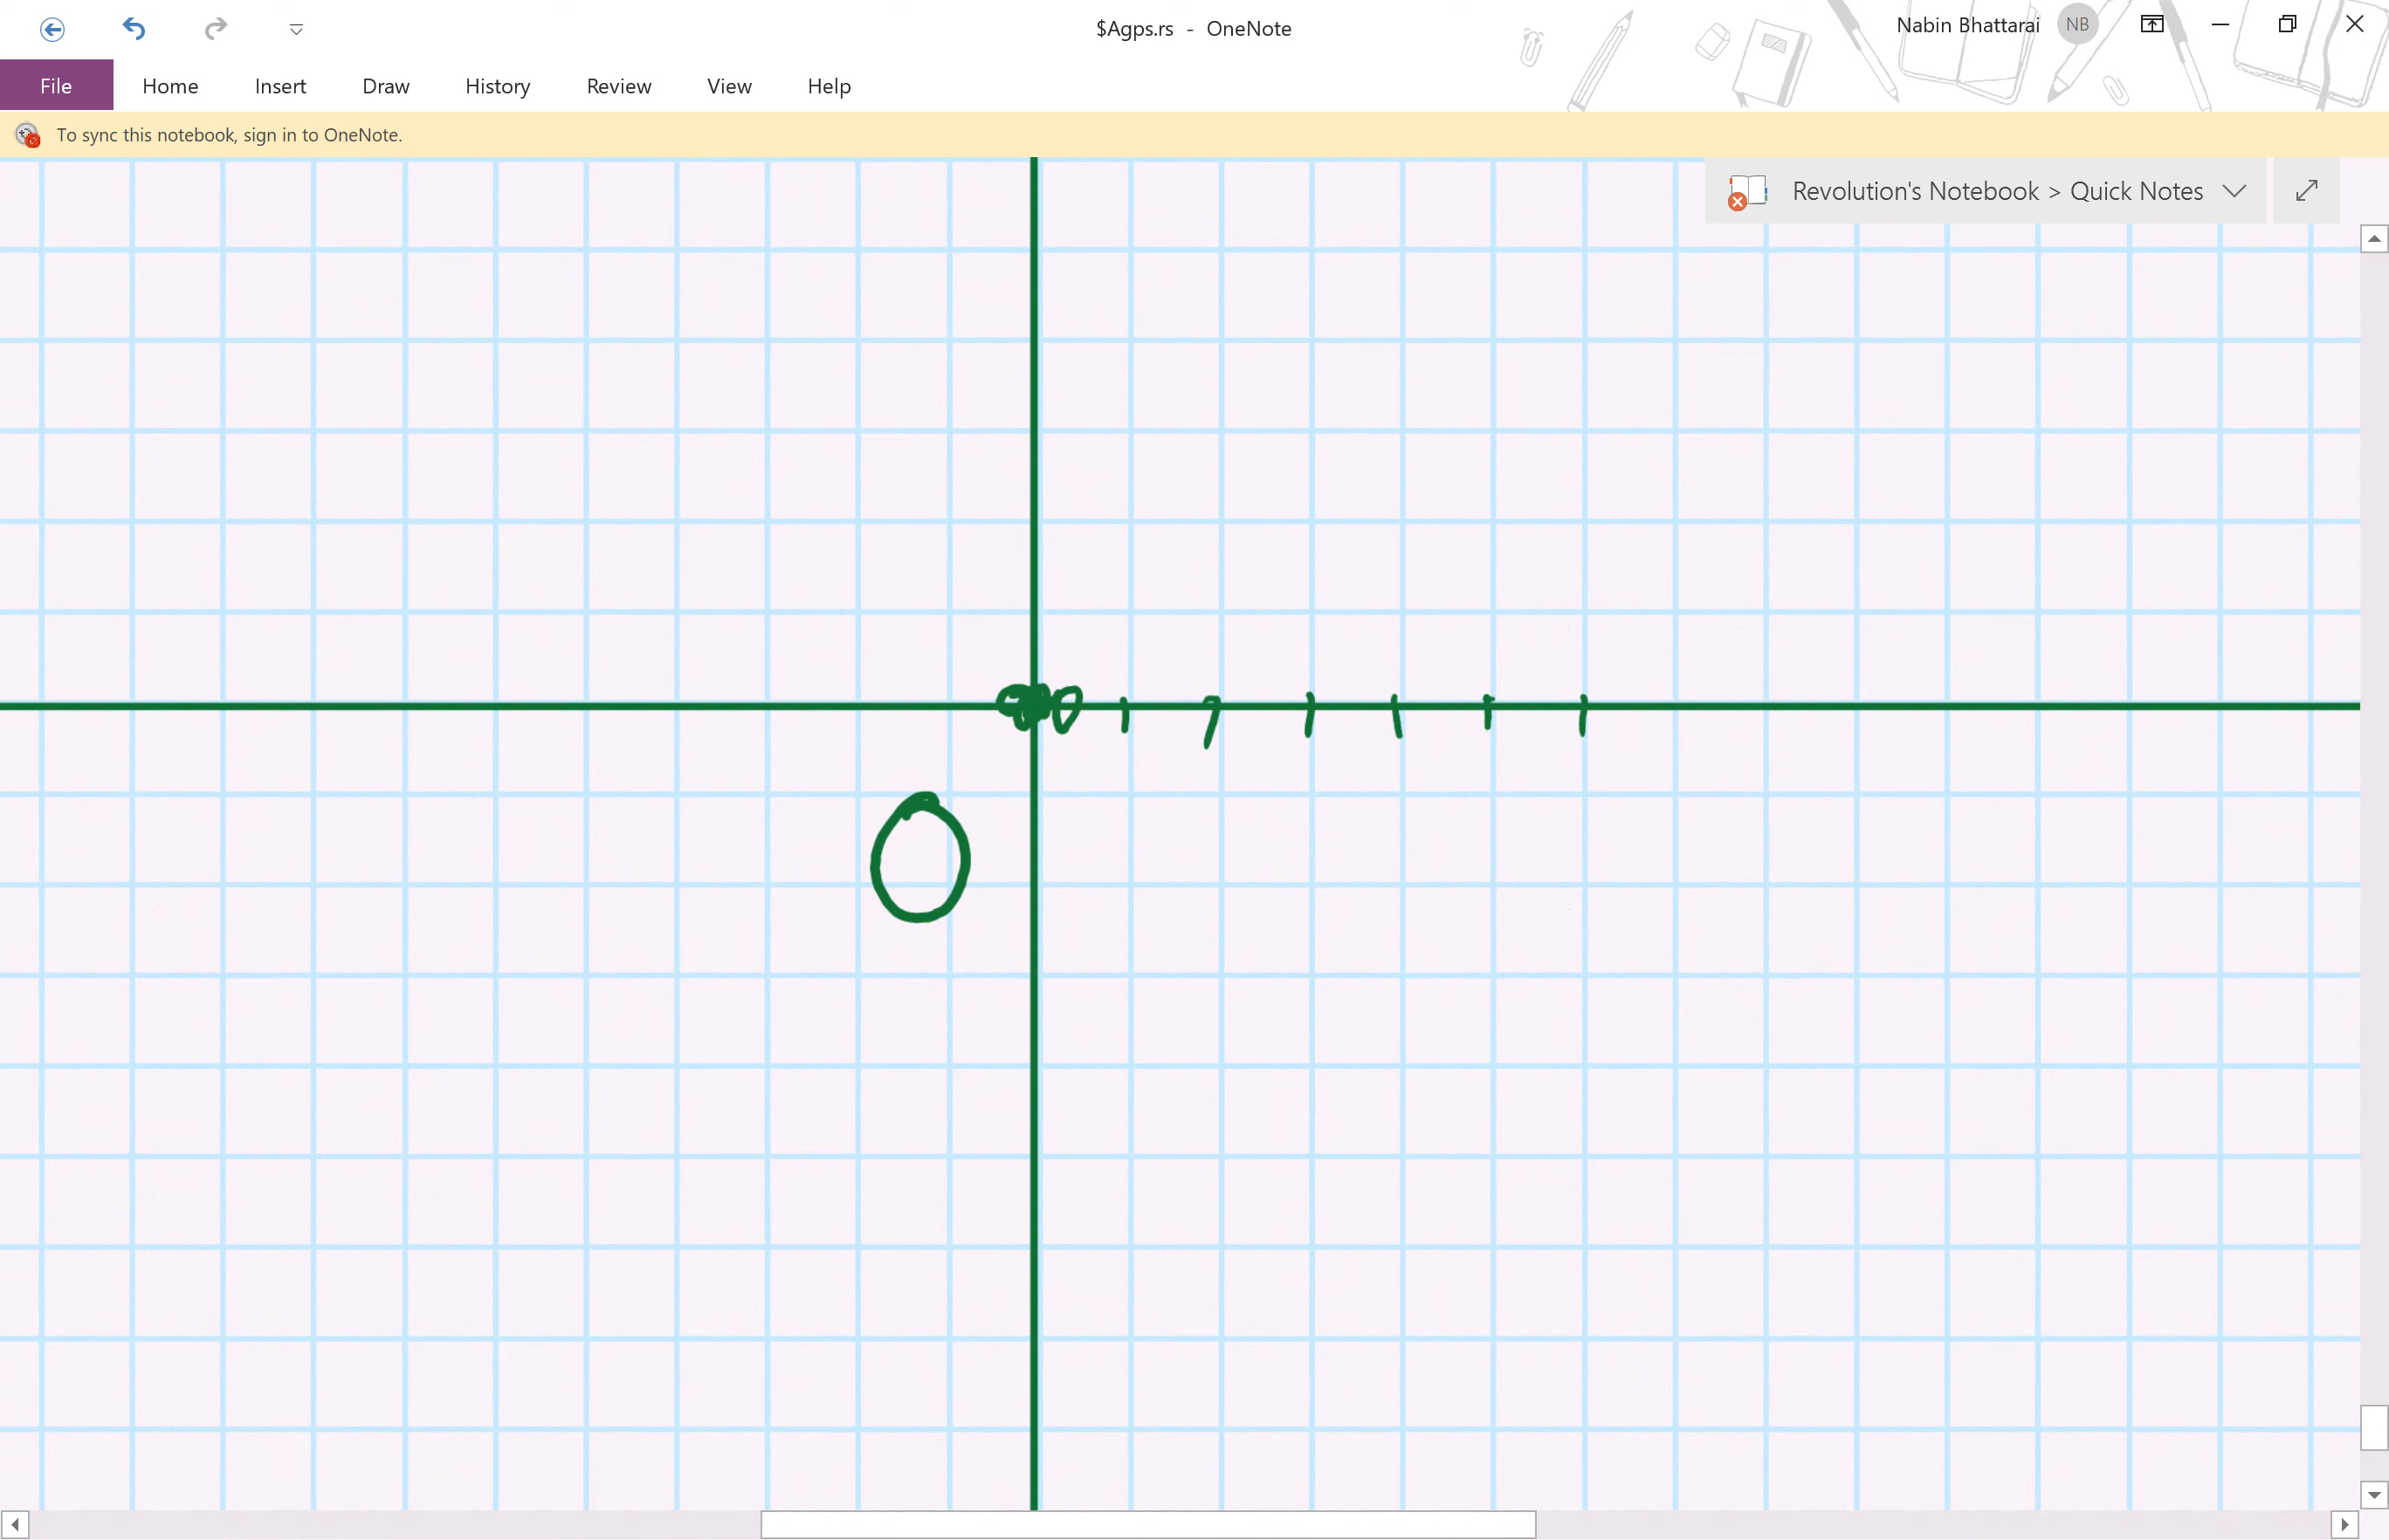 $Agps.rs - OneNote
Nabin Bhattarai NB
File Home Insert Draw History Review View Help
To sync this notebook, sign in to OneNote.
Revolution's Notebook > Quick Notes
0